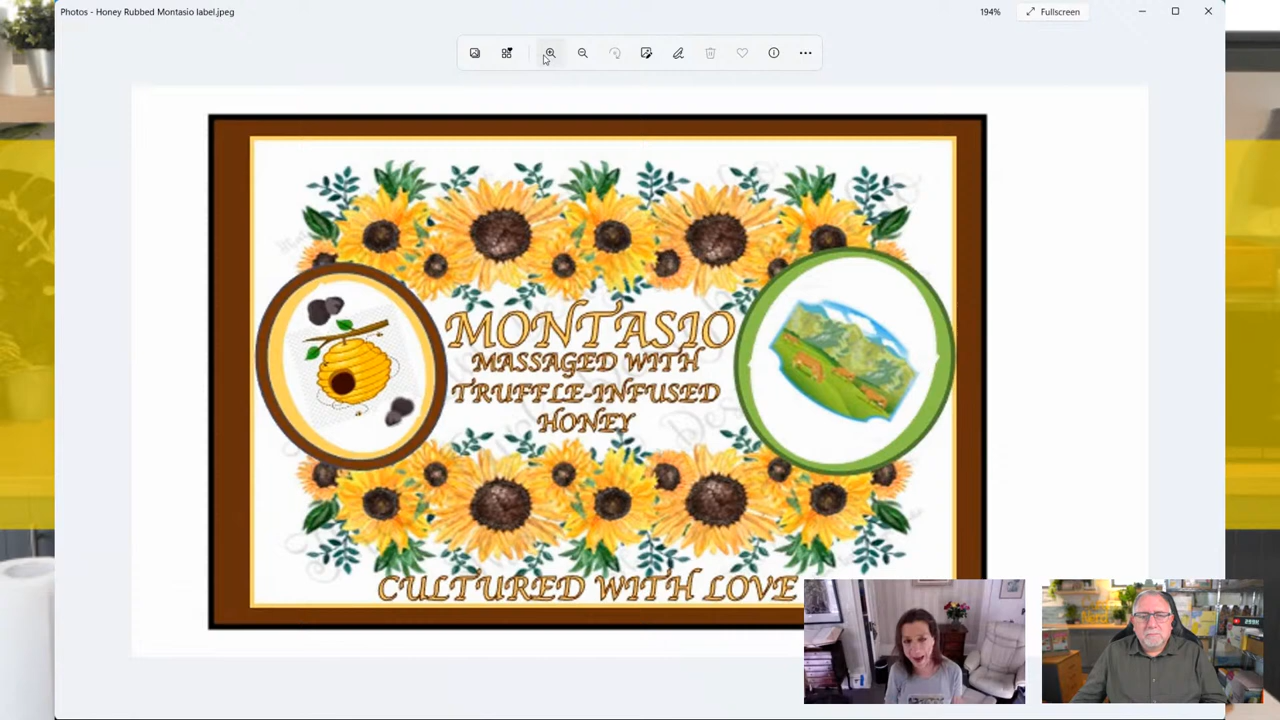 Photos - Honey Rubbed Montasio label.jpeg
194%
Fullscreen
MONTASIO
MASSAGED WITH
TRUFFLE-INFUSED
HONEY
CULTURED WITH LOVE